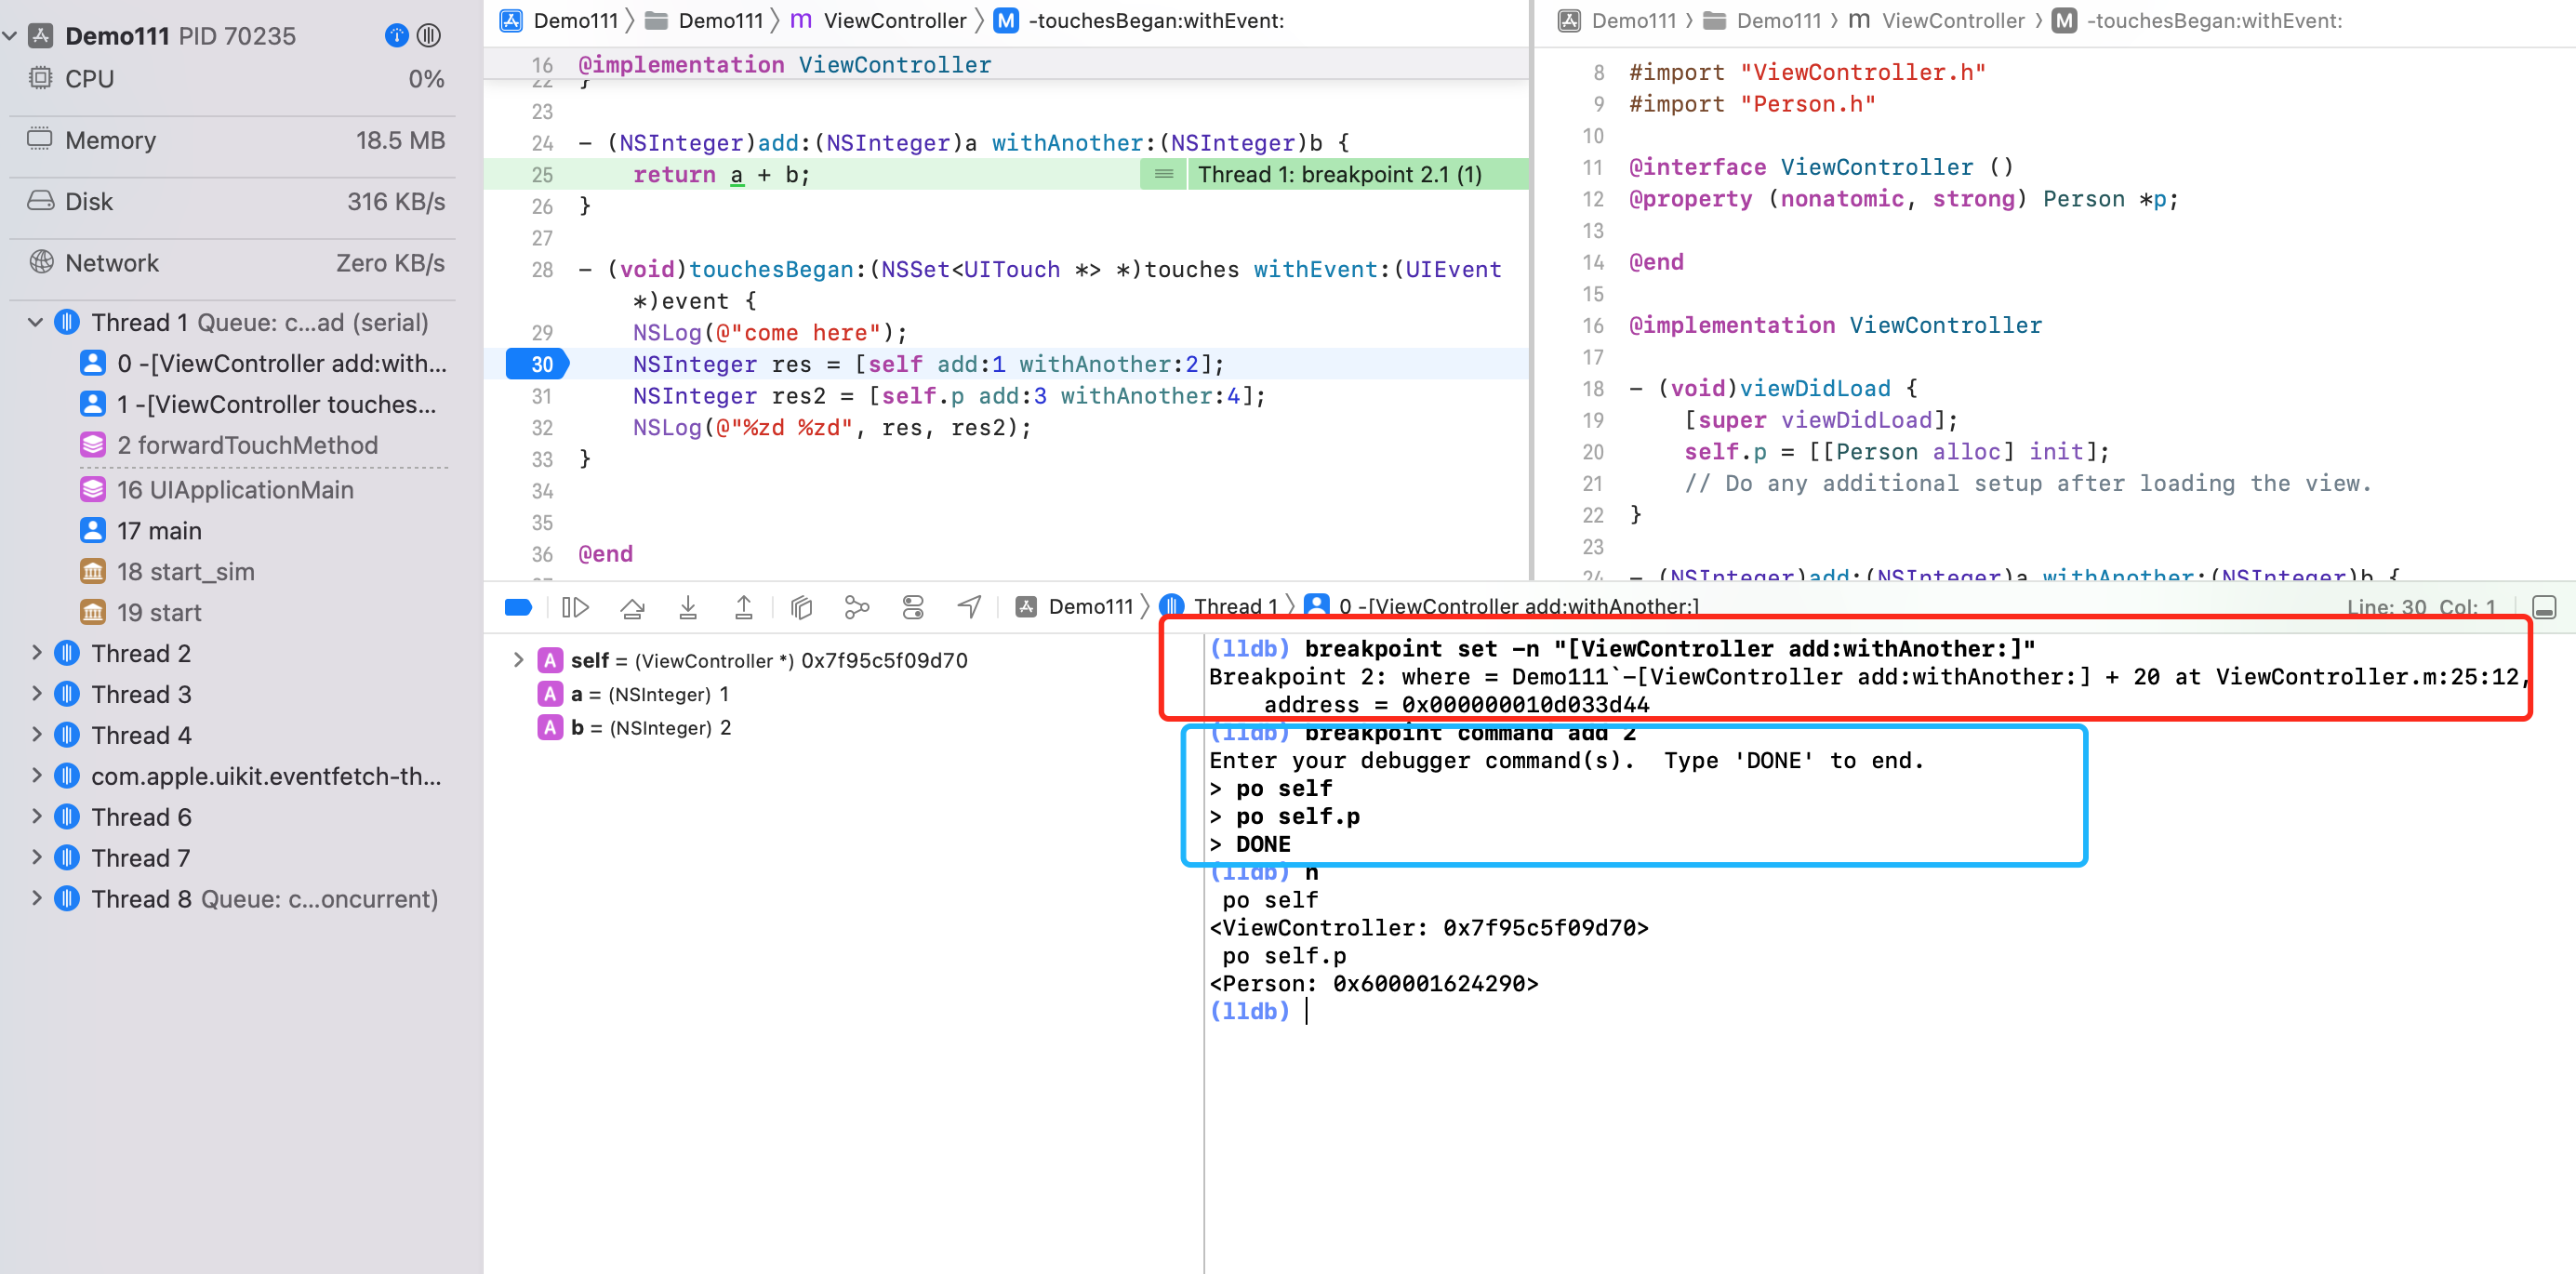 Demo111 PID 70235
CPU 0%
Memory 18.5 MB
Disk 316 KB/s
Network Zero KB/s
Thread 1 Queue: c...ad (serial)
0 -[ViewController add:with...
1 -[ViewController touches...
2 forwardTouchMethod
16 UIApplicationMain
17 main
18 start_sim
19 start
Thread 2
Thread 3
Thread 4
com.apple.uikit.eventfetch-th...
Thread 6
Thread 7
Thread 8 Queue: c...oncurrent)
Demo111 〉 Demo111 〉 m ViewController 〉 M -touchesBegan:withEvent:
16 @implementation ViewController
22 }
23
24 - (NSInteger)add:(NSInteger)a withAnother:(NSInteger)b {
25 return a + b; Thread 1: breakpoint 2.1 (1)
26 }
27
28 - (void)touchesBegan:(NSSet<UITouch *> *)touches withEvent:(UIEvent
*)event {
29 NSLog(@"come here");
30 NSInteger res = [self add:1 withAnother:2];
31 NSInteger res2 = [self.p add:3 withAnother:4];
32 NSLog(@"%zd %zd", res, res2);
33 }
34
35
36 @end
Demo111 〉 Demo111 〉 m ViewController 〉 M -touchesBegan:withEvent:
8 #import "ViewController.h"
9 #import "Person.h"
10
11 @interface ViewController ()
12 @property (nonatomic, strong) Person *p;
13
14 @end
15
16 @implementation ViewController
17
18 - (void)viewDidLoad {
19 [super viewDidLoad];
20 self.p = [[Person alloc] init];
21 // Do any additional setup after loading the view.
22 }
23
24 - (NSInteger)add:(NSInteger)a withAnother:(NSInteger)b {
Demo111 〉 Thread 1 〉 0 -[ViewController add:withAnother:]
Line: 30 Col: 1
A self = (ViewController *) 0x7f95c5f09d70
A a = (NSInteger) 1
A b = (NSInteger) 2
(lldb) breakpoint set -n "[ViewController add:withAnother:]"
Breakpoint 2: where = Demo111`-[ViewController add:withAnother:] + 20 at ViewController.m:25:12,
address = 0x000000010d033d44
(lldb) breakpoint command add 2
Enter your debugger command(s). Type 'DONE' to end.
> po self
> po self.p
> DONE
(lldb) n
po self
<ViewController: 0x7f95c5f09d70>
po self.p
<Person: 0x600001624290>
(lldb)